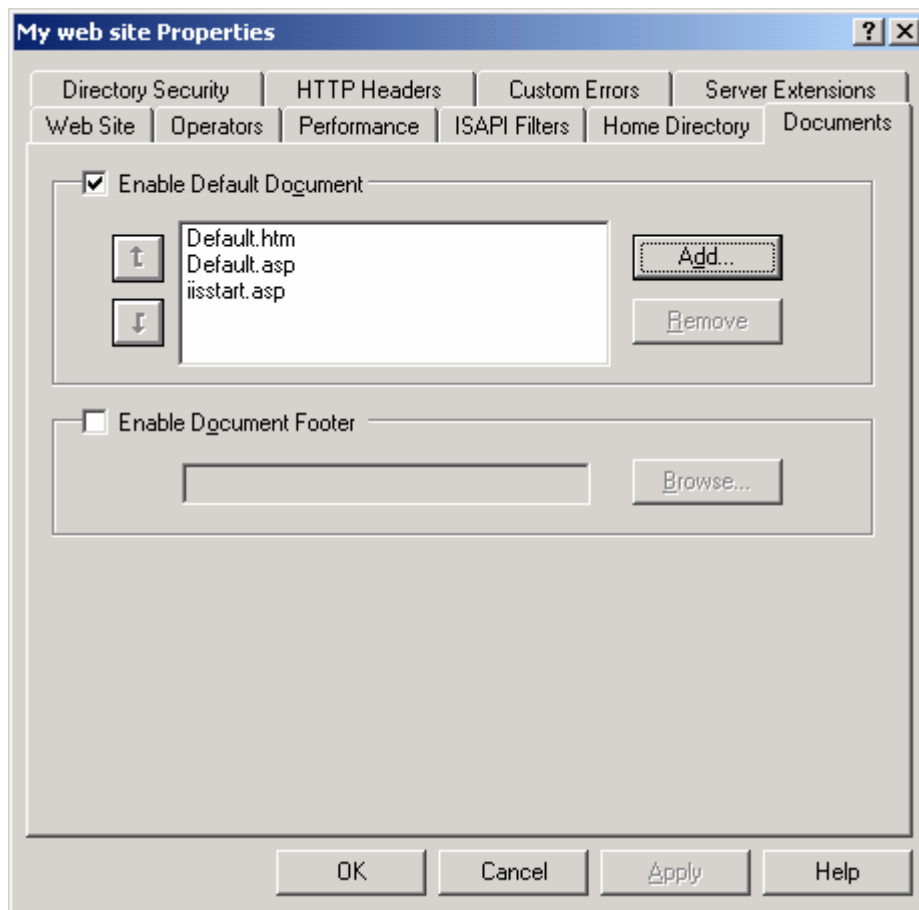 My web site Properties
Directory Security HTTP Headers Custom Errors Server Extensions
Web Site Operators Performance ISAPI Filters Home Directory Documents
Enable Default Document
Default.htm
Default.asp
iisstart.asp
Add...
Remove
Enable Document Footer
Browse...
OK Cancel Apply Help